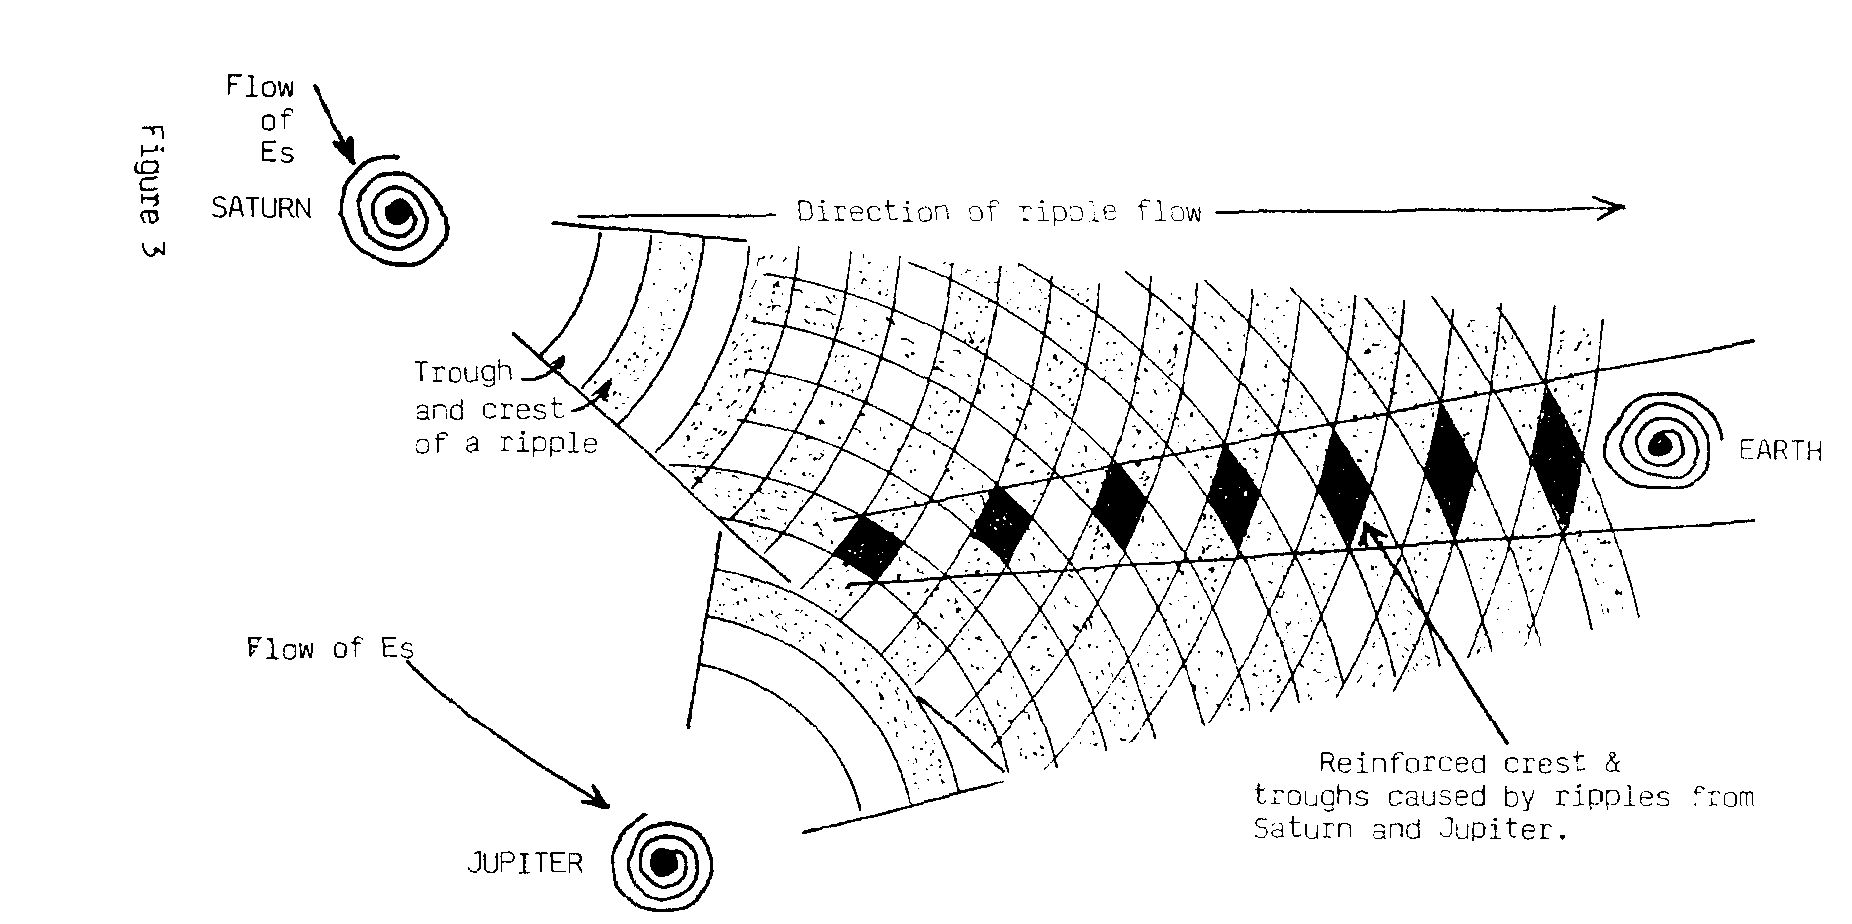 Figure 3
Flow
of
Es
SATURN
Direction of ripple flow
Trough
and crest
of a ripple
EARTH
Flow of Es
JUPITER
Reinforced crest &
troughs caused by ripples from
Saturn and Jupiter.